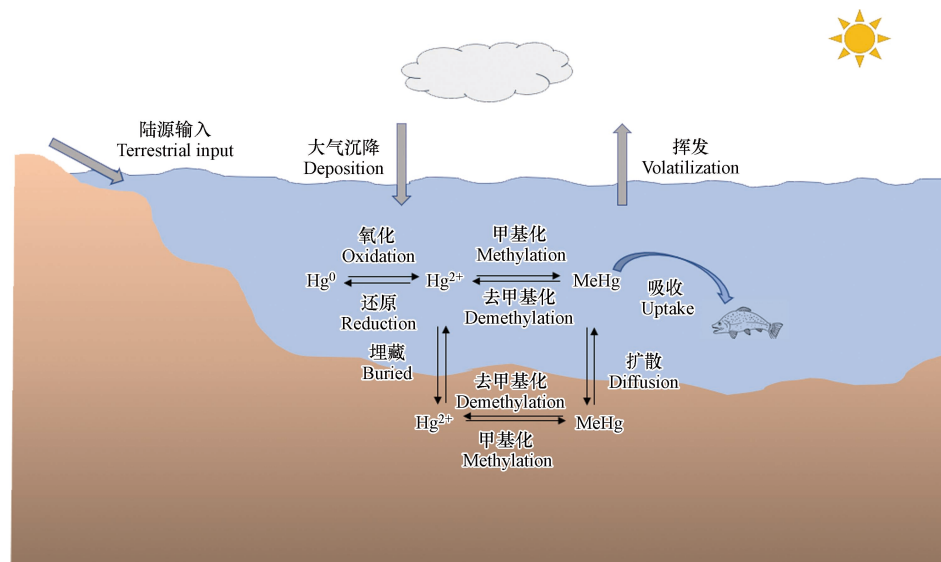 陆源输入
Terrestrial input
大气沉降
Deposition
挥发
Volatilization
氧化
Oxidation
甲基化
Methylation
Hg⁰
Hg²⁺
MeHg
还原
Reduction
去甲基化
Demethylation
吸收
Uptake
埋藏
Buried
扩散
Diffusion
去甲基化
Demethylation
Hg²⁺
MeHg
甲基化
Methylation